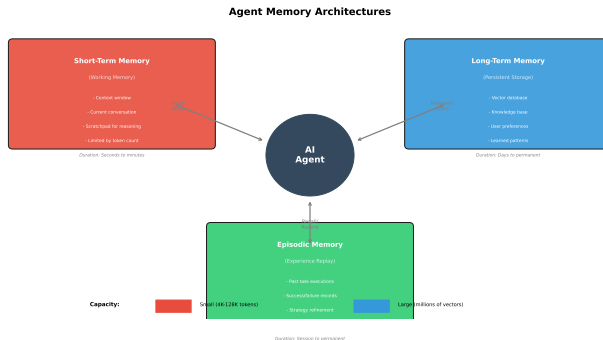 Agent Memory Architectures
Short-Term Memory
(Working Memory)
- Context window
- Current conversation
- Scratchpad for reasoning
- Limited by token count
Duration: Seconds to minutes
Long-Term Memory
(Persistent Storage)
- Vector database
- Knowledge base
- User preferences
- Learned patterns
Duration: Days to permanent
AI
Agent
Episodic Memory
(Experience Replay)
- Past task executions
- Success/failure records
- Strategy refinement
Capacity:
Small (4K-128K tokens)
Large (millions of vectors)
Duration: Session to permanent